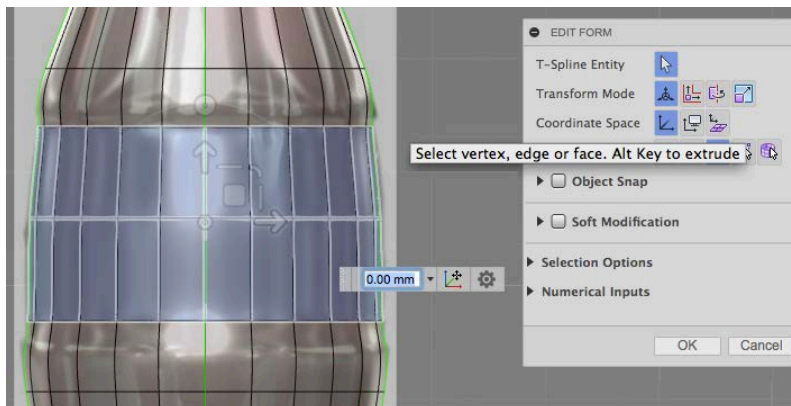 EDIT FORM
T-Spline Entity
Transform Mode
Coordinate Space
Select vertex, edge or face. Alt Key to extrude
Object Snap
Soft Modification
0.00 mm
Selection Options
Numerical Inputs
OK Cancel